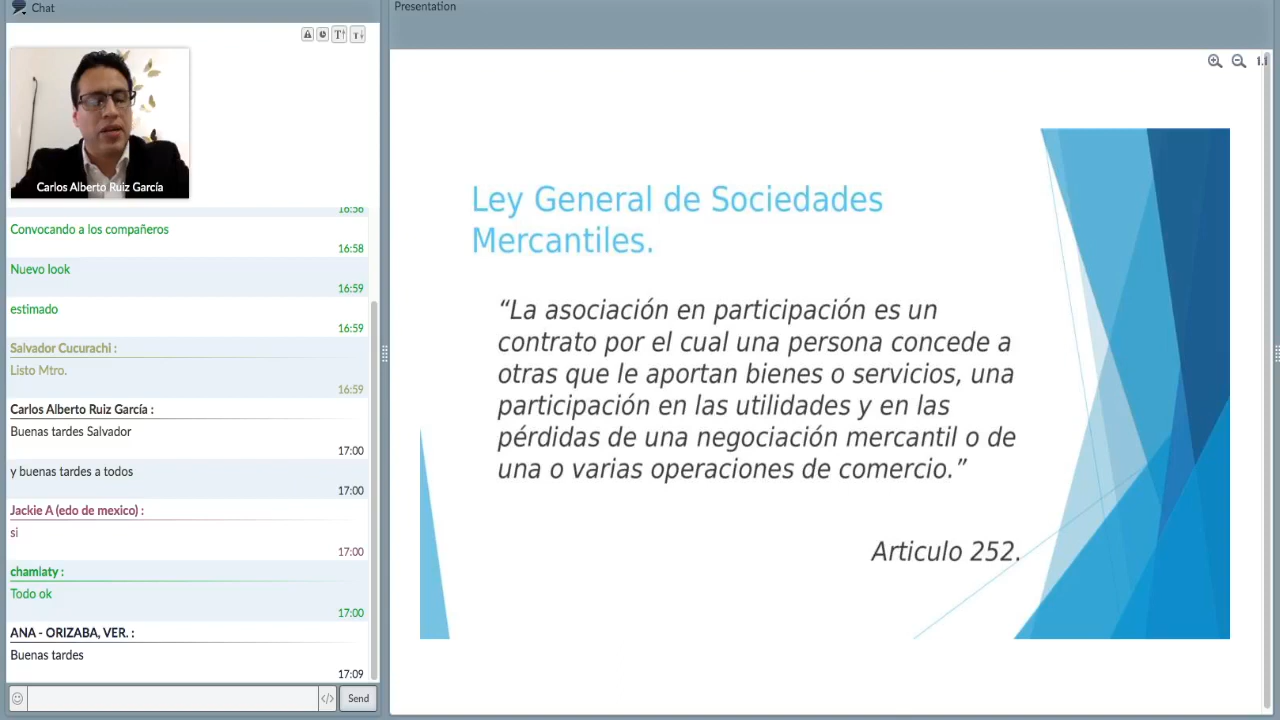 Chat
Carlos Alberto Ruiz García
16:58
Convocando a los compañeros
16:58
Nuevo look
16:59
estimado
16:59
Salvador Cucurachi :
Listo Mtro.
16:59
Carlos Alberto Ruiz García :
Buenas tardes Salvador
17:00
y buenas tardes a todos
17:00
Jackie A (edo de mexico) :
si
17:00
chamlaty :
Todo ok
17:00
ANA - ORIZABA, VER. :
Buenas tardes
17:09
Send
Presentation
1:1
Ley General de Sociedades
Mercantiles.
“La asociación en participación es un
contrato por el cual una persona concede a
otras que le aportan bienes o servicios, una
participación en las utilidades y en las
pérdidas de una negociación mercantil o de
una o varias operaciones de comercio.”
Articulo 252.